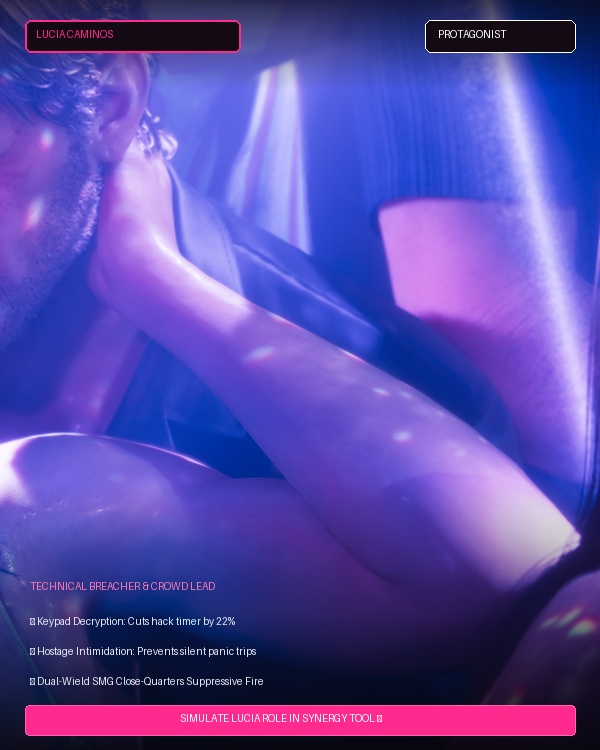 LUCIA CAMINOS
PROTAGONIST
TECHNICAL BREACHER & CROWD LEAD
Keypad Decryption: Cuts hack timer by 22%
Hostage Intimidation: Prevents silent panic trips
Dual-Wield SMG Close-Quarters Suppressive Fire
SIMULATE LUCIA ROLE IN SYNERGY TOOL